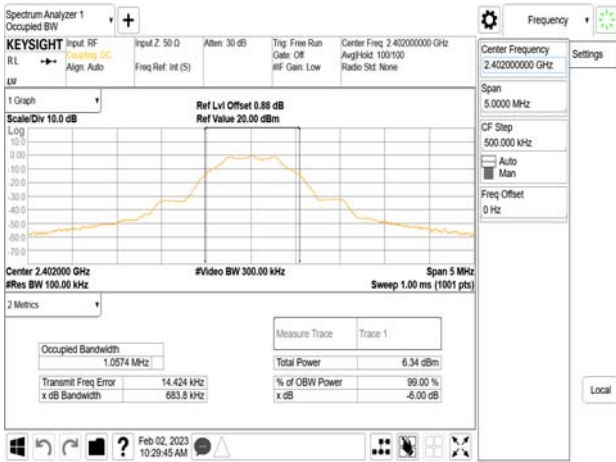 Spectrum Analyzer 1
Occupied BW
Frequency
KEYSIGHT
RL
Input: RF
Coupling: DC
Align: Auto
Input Z: 50 Ω
Freq Ref: Int (S)
Atten: 30 dB
Trig: Free Run
Gate: Off
#IF Gain: Low
Center Freq: 2.402000000 GHz
Avg|Hold: 100/100
Radio Std: None
Center Frequency
2.402000000 GHz
Settings
Span
5.0000 MHz
CF Step
500.000 kHz
Auto
Man
Freq Offset
0 Hz
Local
1 Graph
Scale/Div 10.0 dB
Ref Lvl Offset 0.88 dB
Ref Value 20.00 dBm
Log
10.0
0.00
-10.0
-20.0
-30.0
-40.0
-50.0
-60.0
-70.0
Center 2.402000 GHz
#Res BW 100.00 kHz
#Video BW 300.00 kHz
Span 5 MHz
Sweep 1.00 ms (1001 pts)
2 Metrics
Measure Trace Trace 1
Occupied Bandwidth
1.0574 MHz
Total Power 6.34 dBm
Transmit Freq Error 14.424 kHz
% of OBW Power 99.00 %
x dB Bandwidth 683.8 kHz
x dB -6.00 dB
Feb 02, 2023
10:29:45 AM